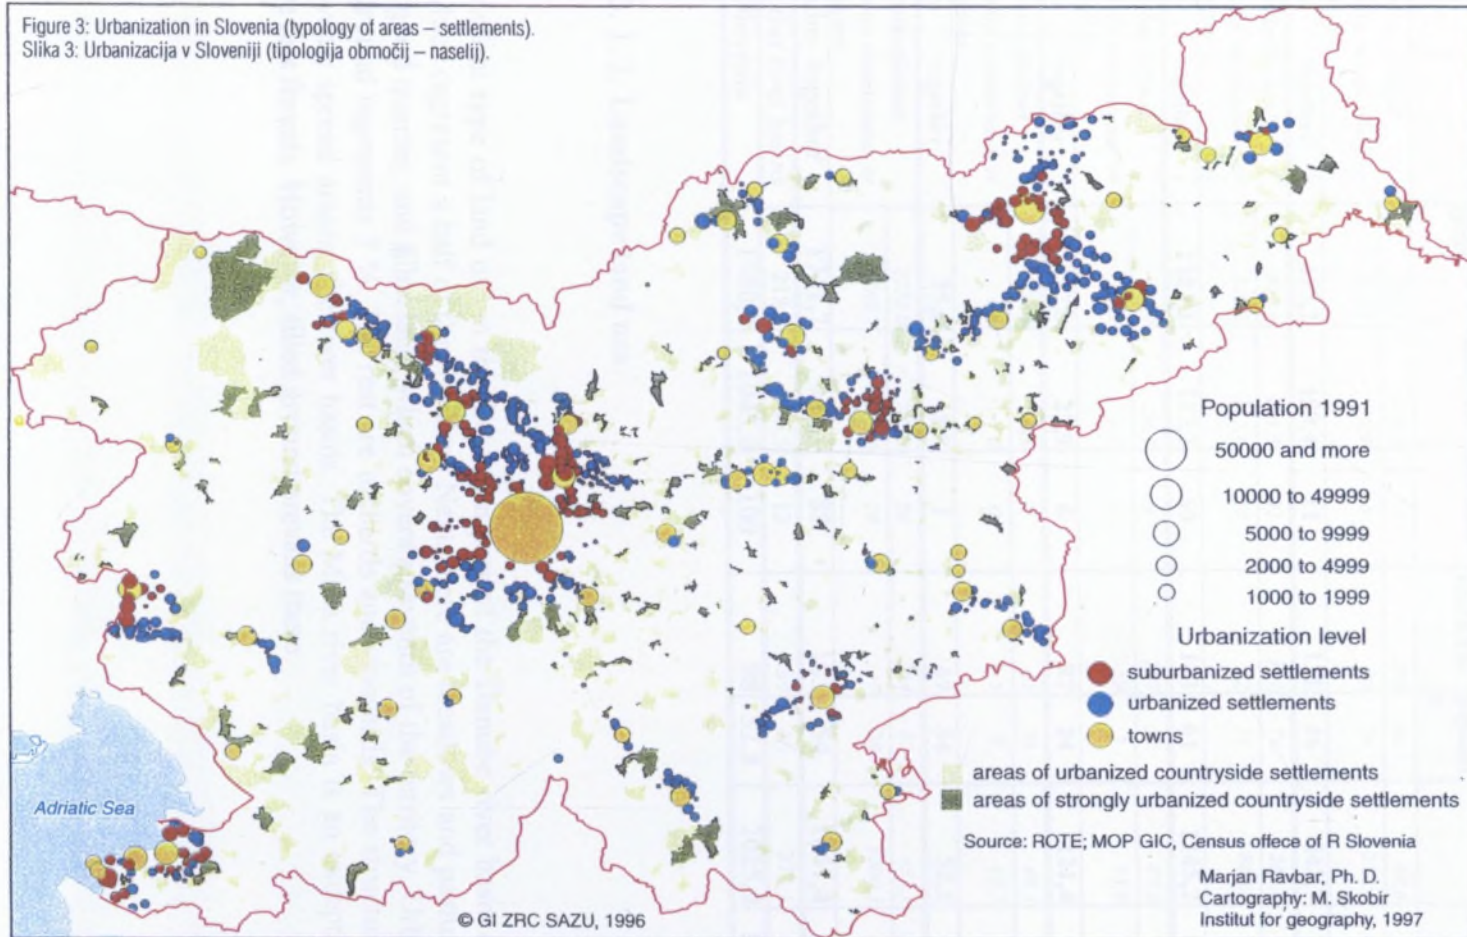 Figure 3: Urbanization in Slovenia (typology of areas – settlements).
Slika 3: Urbanizacija v Sloveniji (tipologija območij – naselij).
Population 1991
50000 and more
10000 to 49999
5000 to 9999
2000 to 4999
1000 to 1999
Urbanization level
suburbanized settlements
urbanized settlements
towns
areas of urbanized countryside settlements
areas of strongly urbanized countryside settlements
Adriatic Sea
Source: ROTE; MOP GIC, Census offece of R Slovenia
Marjan Ravbar, Ph. D.
Cartography: M. Skobir
Institut for geography, 1997
© GI ZRC SAZU, 1996